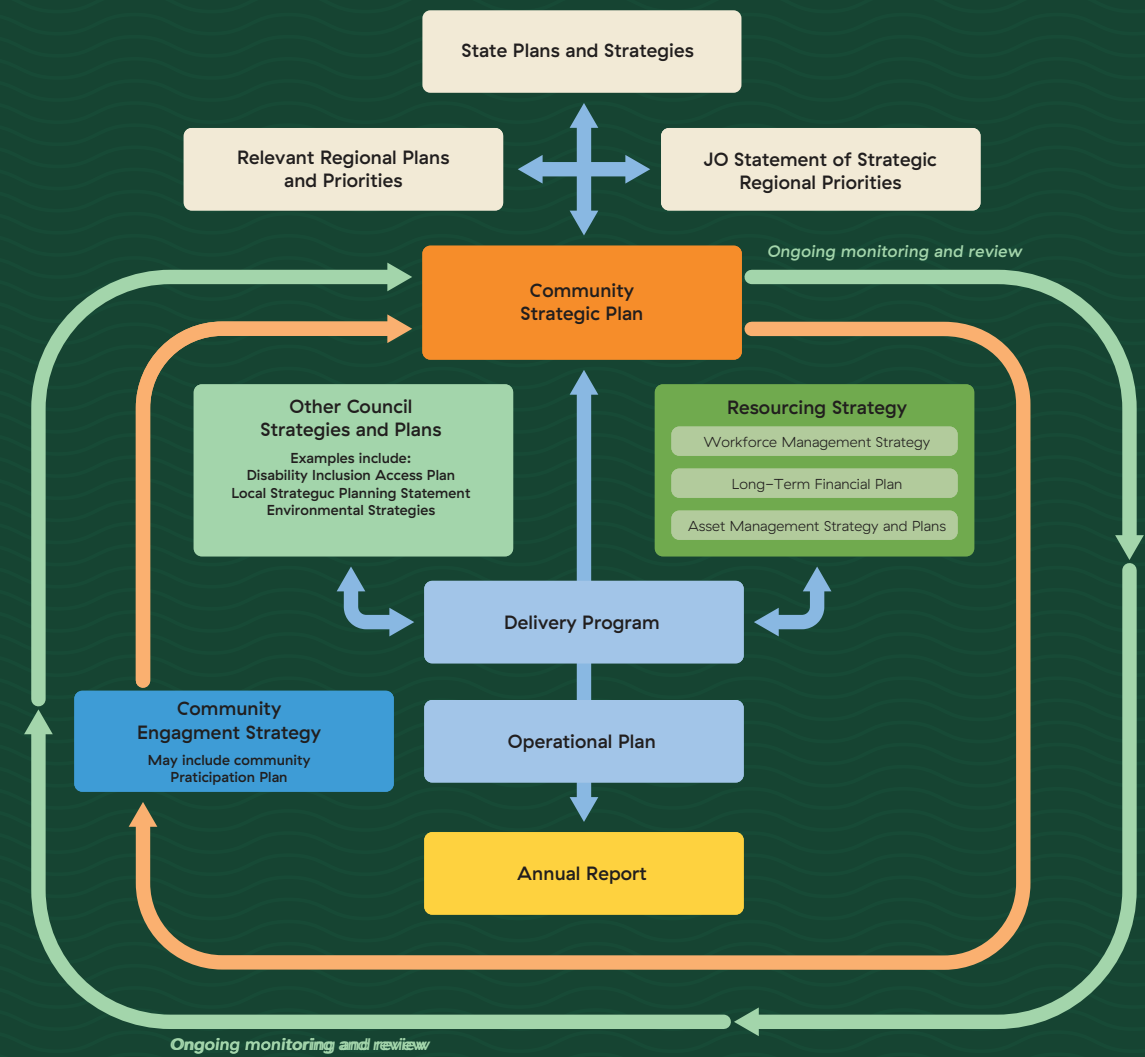 State Plans and Strategies
Relevant Regional Plans
and Priorities
JO Statement of Strategic
Regional Priorities
Ongoing monitoring and review
Community
Strategic Plan
Other Council
Strategies and Plans
Examples include:
Disability Inclusion Access Plan
Local Strateguc Planning Statement
Environmental Strategies
Resourcing Strategy
Workforce Management Strategy
Long-Term Financial Plan
Asset Management Strategy and Plans
Delivery Program
Community
Engagment Strategy
May include community
Praticipation Plan
Operational Plan
Annual Report
Ongoing monitoring and review